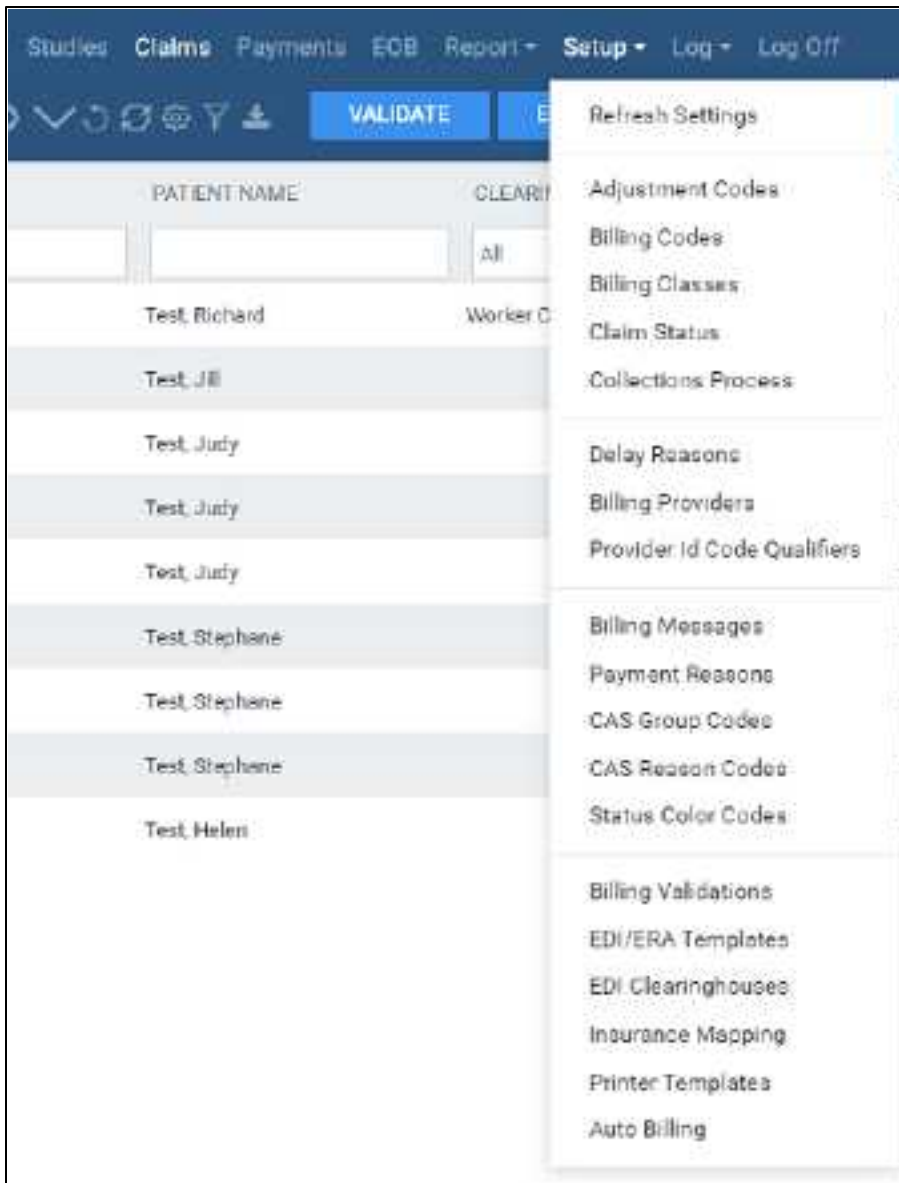 Studies Claims Payments EOB Report Setup Log Log Off
VALIDATE E
PATIENT NAME CLEARIN
All
Test, Richard Worker C
Test, Jill
Test, Judy
Test, Judy
Test, Judy
Test, Stephane
Test, Stephane
Test, Stephane
Test, Helen
Refresh Settings
Adjustment Codes
Billing Codes
Billing Classes
Claim Status
Collections Process
Delay Reasons
Billing Providers
Provider Id Code Qualifiers
Billing Messages
Payment Reasons
CAS Group Codes
CAS Reason Codes
Status Color Codes
Billing Validations
EDI/ERA Templates
EDI Clearinghouses
Insurance Mapping
Printer Templates
Auto Billing